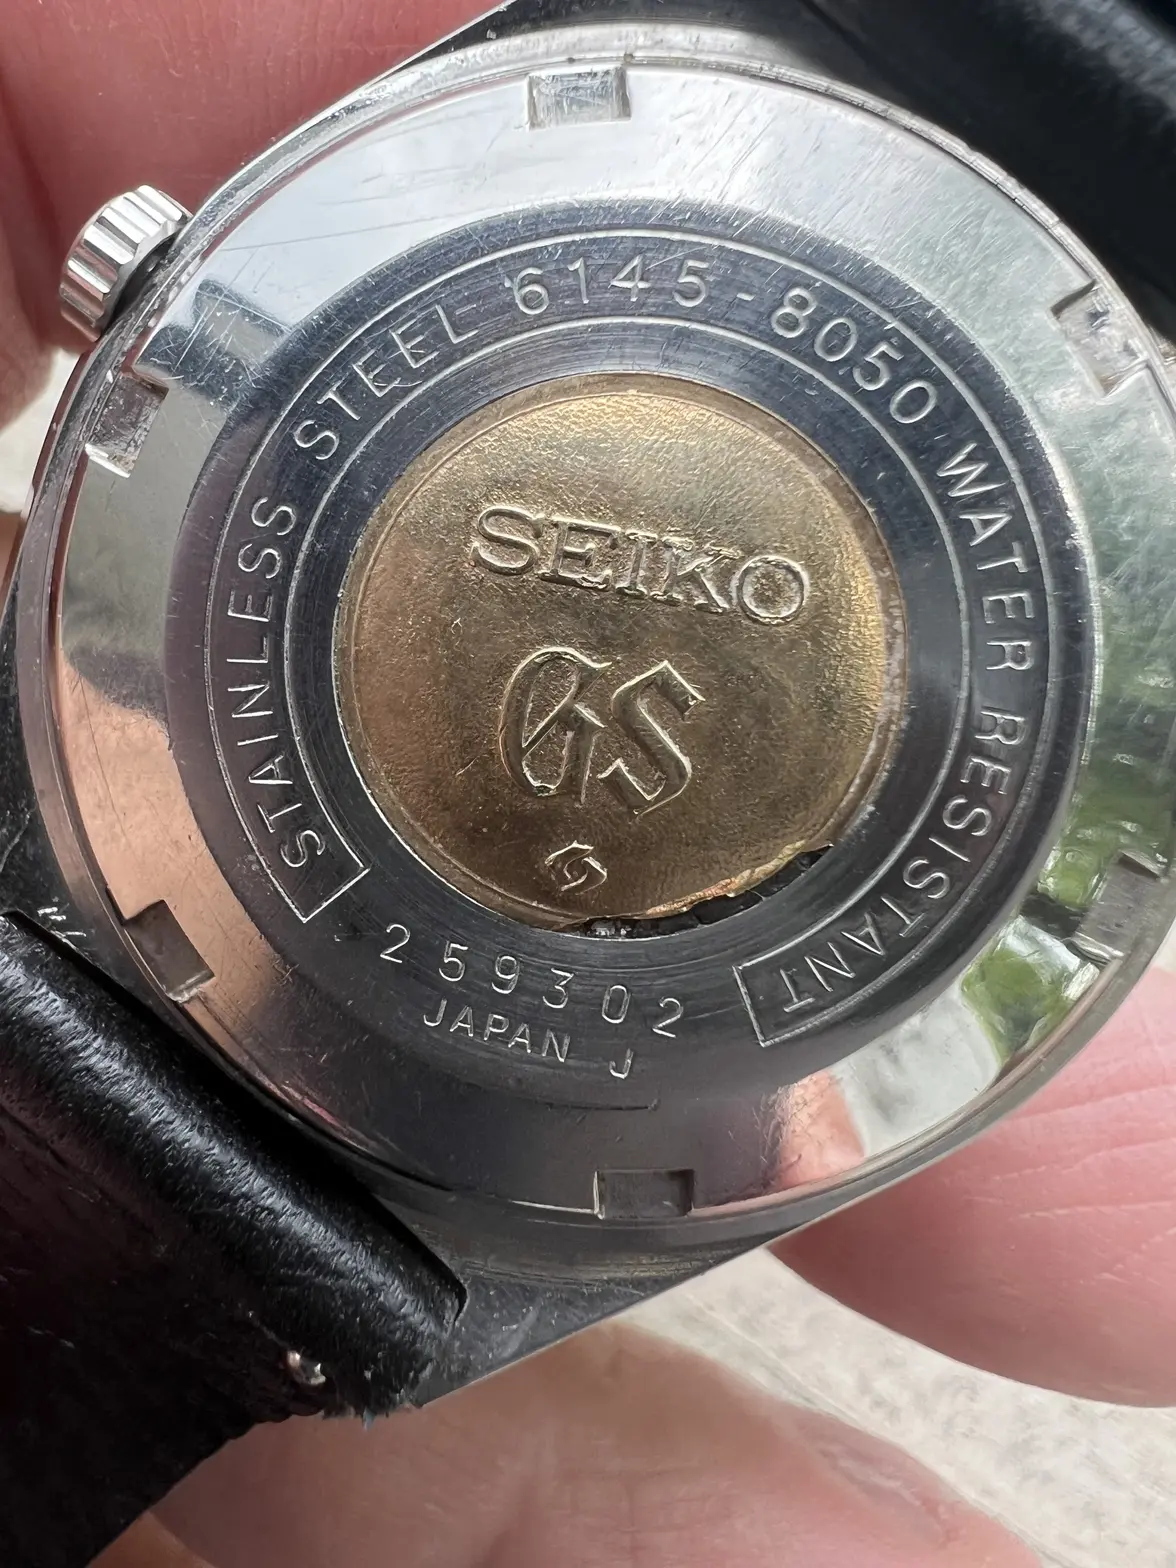 STAINLESS STEEL 6145-8050 WATER RESISTANT
SEIKO
GS
259302
JAPAN J